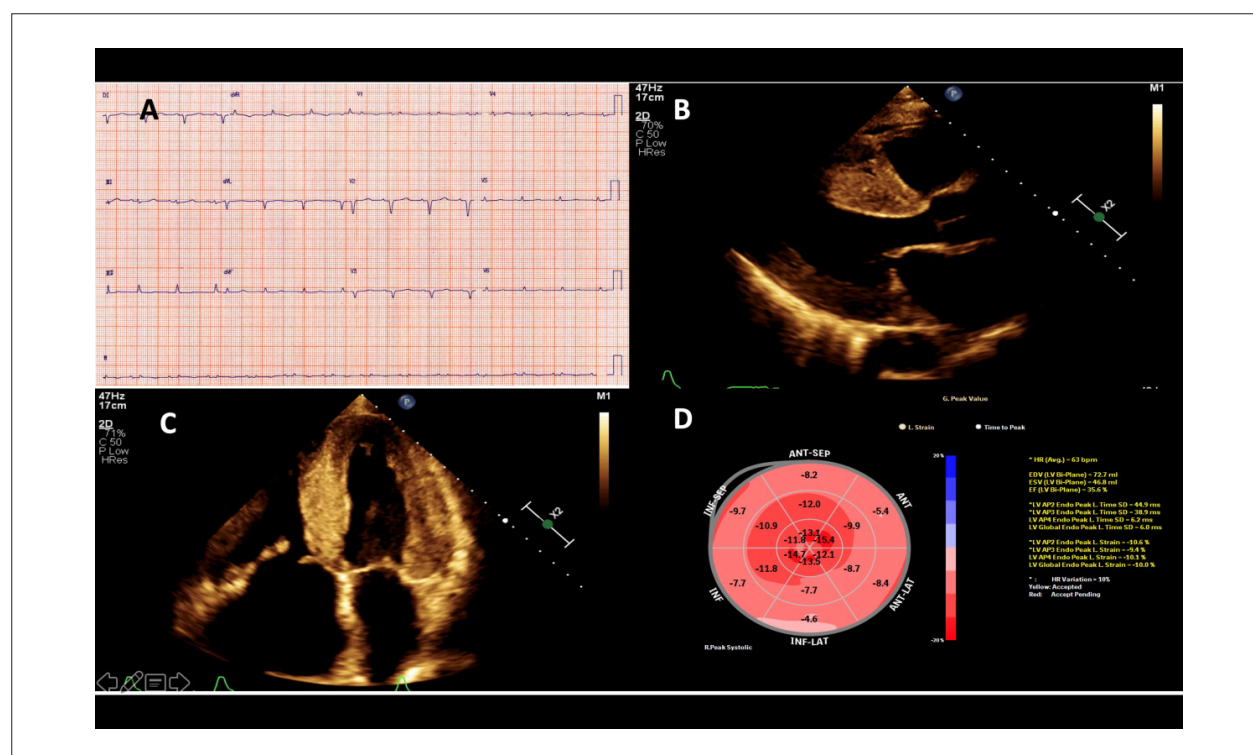 A
DI
aVR
V1
V4
aVL
V2
V5
aVF
V3
V6
47Hz
17cm
2D
70%
C 50
P Low
HRes
B
P
M1
X2
47Hz
17cm
2D
71%
C 50
P Low
HRes
C
P
M1
X2
G. Peak Value
D
L. Strain
Time to Peak
20 %
-20 %
ANT-SEP
ANT
ANT-LAT
INF-LAT
INF
INF-SEP
-8.2
-9.7
-12.0
-5.4
-10.9
-13.1
-9.9
-11.8
-15.4
-14.7
-12.1
-11.8
-13.5
-8.7
-7.7
-8.4
-7.7
-4.6
R.Peak Systolic
* HR (Avg.) = 63 bpm
EDV (LV Bi-Plane) = 72.7 ml
ESV (LV Bi-Plane) = 46.8 ml
EF (LV Bi-Plane) = 35.6 %
*LV AP2 Endo Peak L. Time SD = 44.9 ms
*LV AP3 Endo Peak L. Time SD = 38.9 ms
LV AP4 Endo Peak L. Time SD = 6.2 ms
LV Global Endo Peak L. Time SD = 6.0 ms
*LV AP2 Endo Peak L. Strain = -10.6 %
*LV AP3 Endo Peak L. Strain = -9.4 %
LV AP4 Endo Peak L. Strain = -10.1 %
LV Global Endo Peak L. Strain = -10.0 %
* : HR Variation > 10%
Yellow: Accepted
Red: Accept Pending